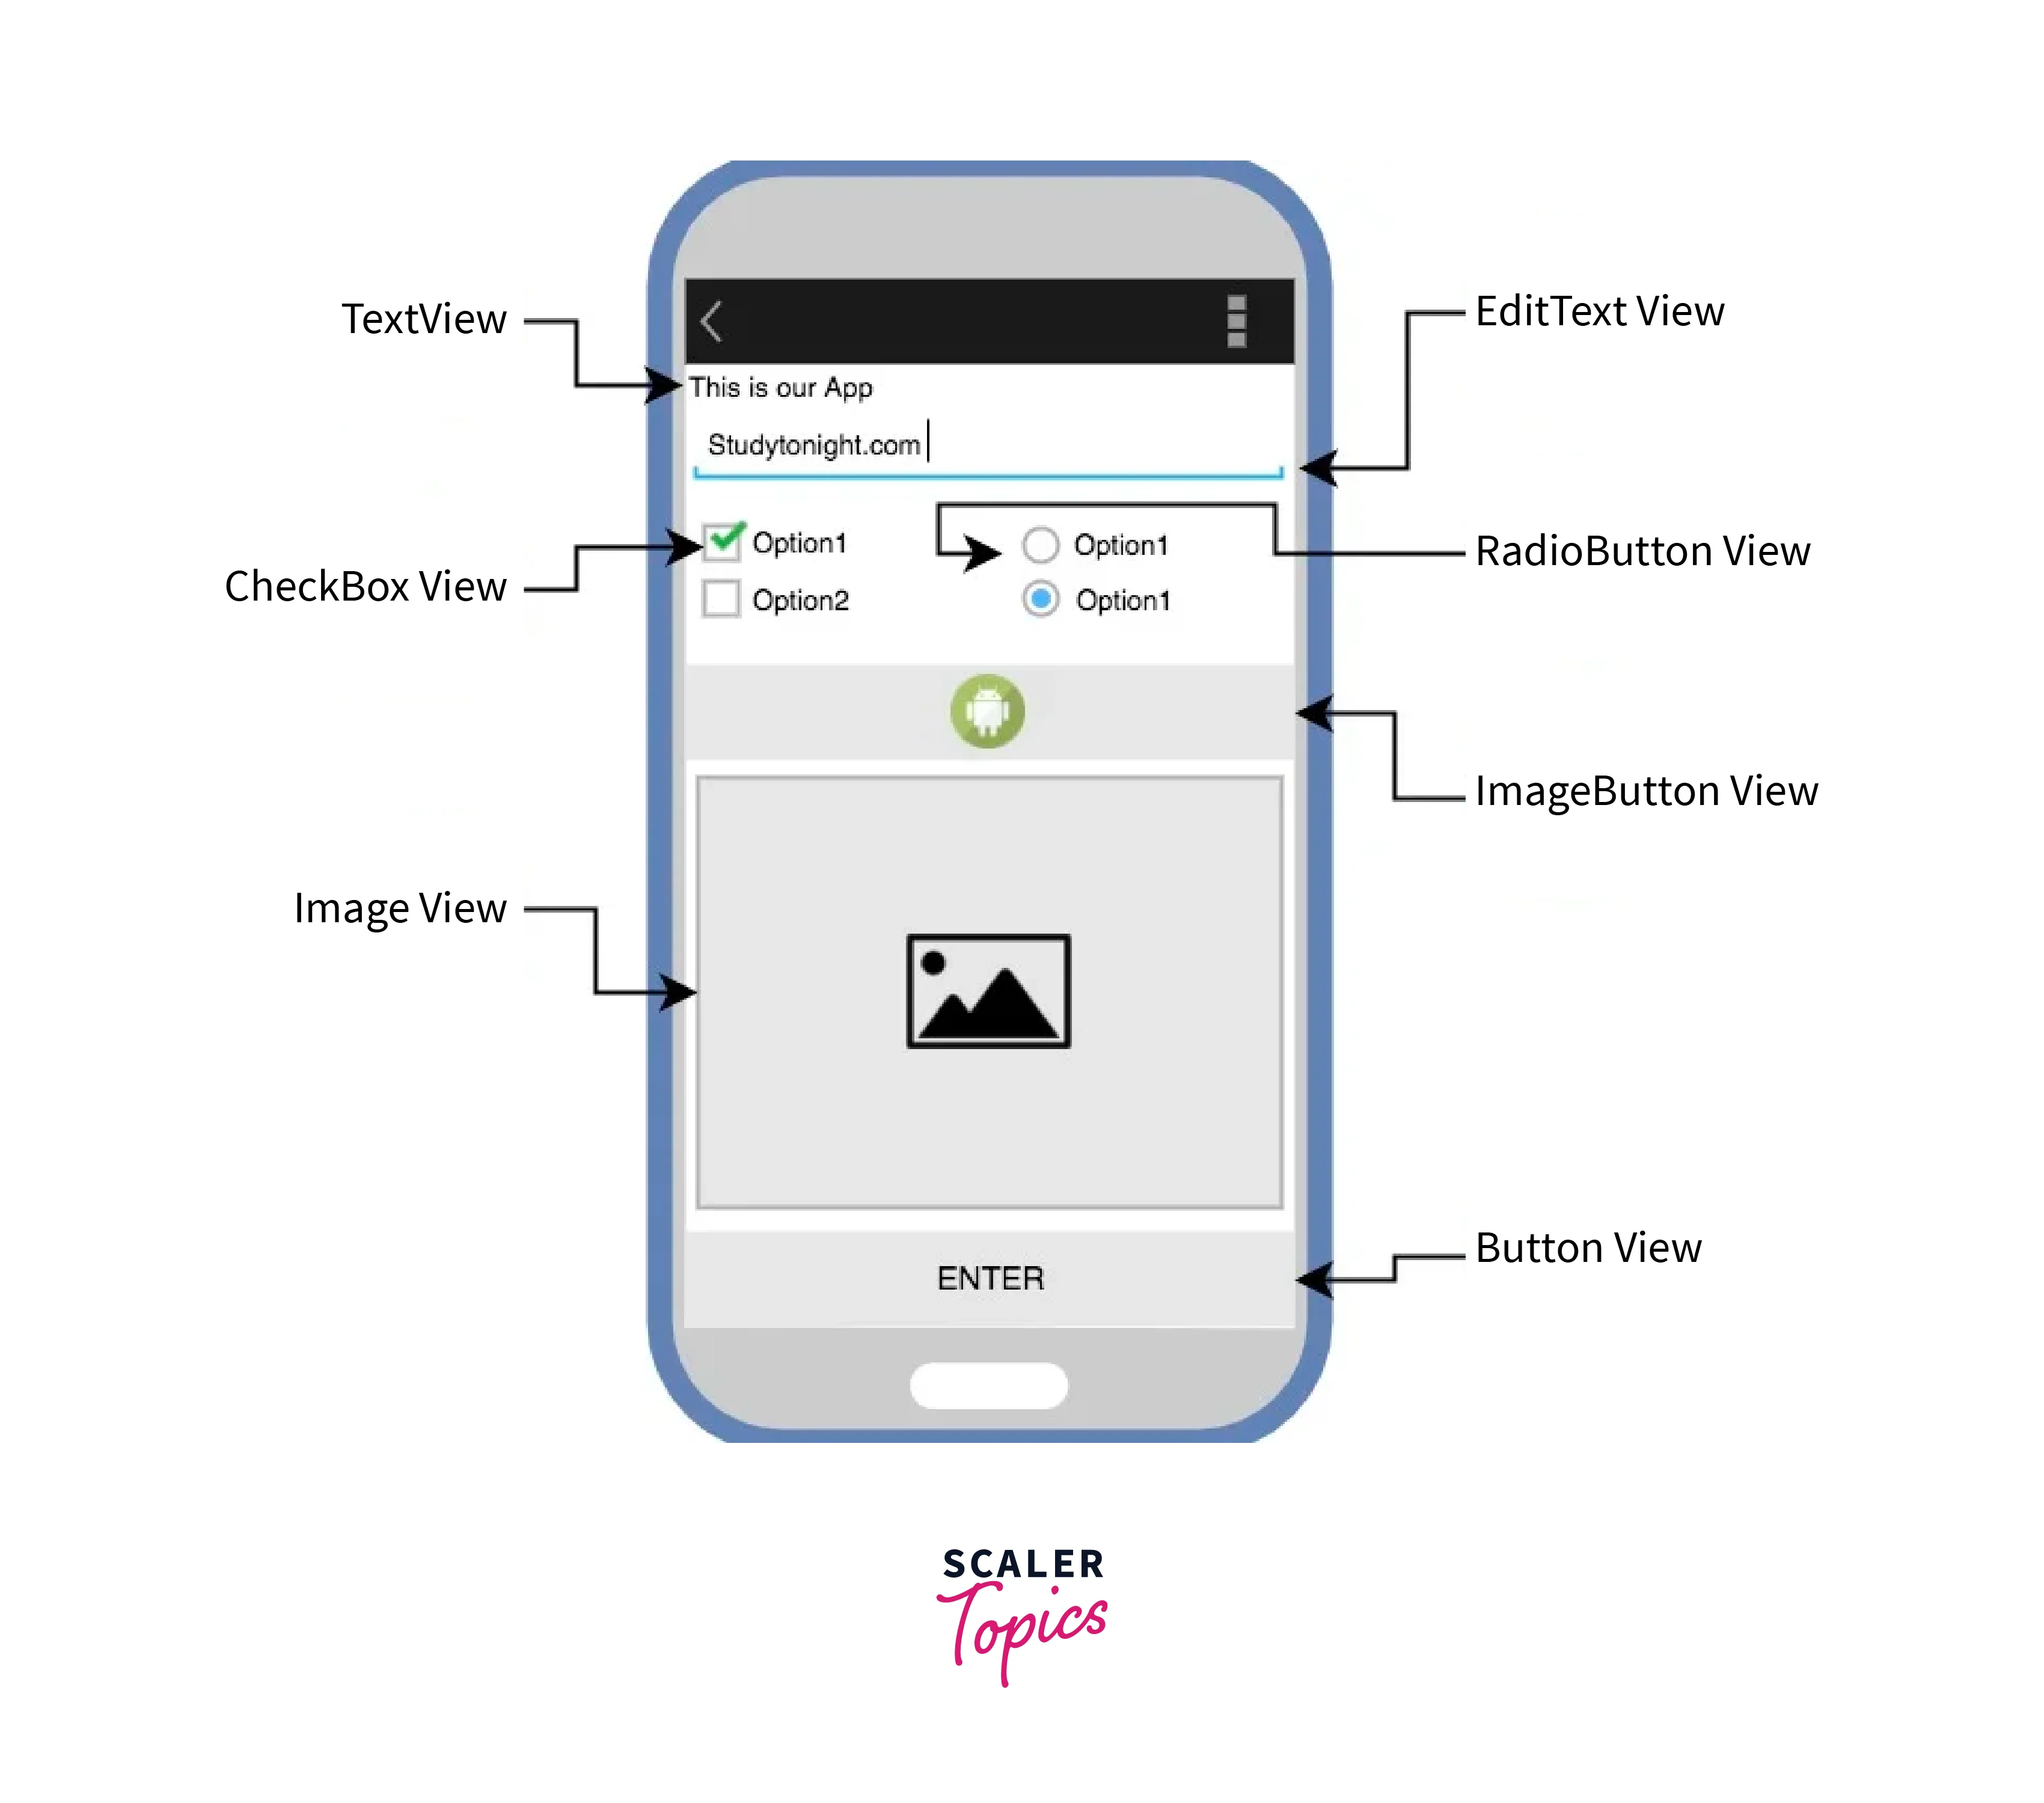 TextView
EditText View
This is our App
Studytonight.com
Option1
Option1
RadioButton View
CheckBox View
Option2
Option1
ImageButton View
Image View
Button View
ENTER
SCALER
Topics